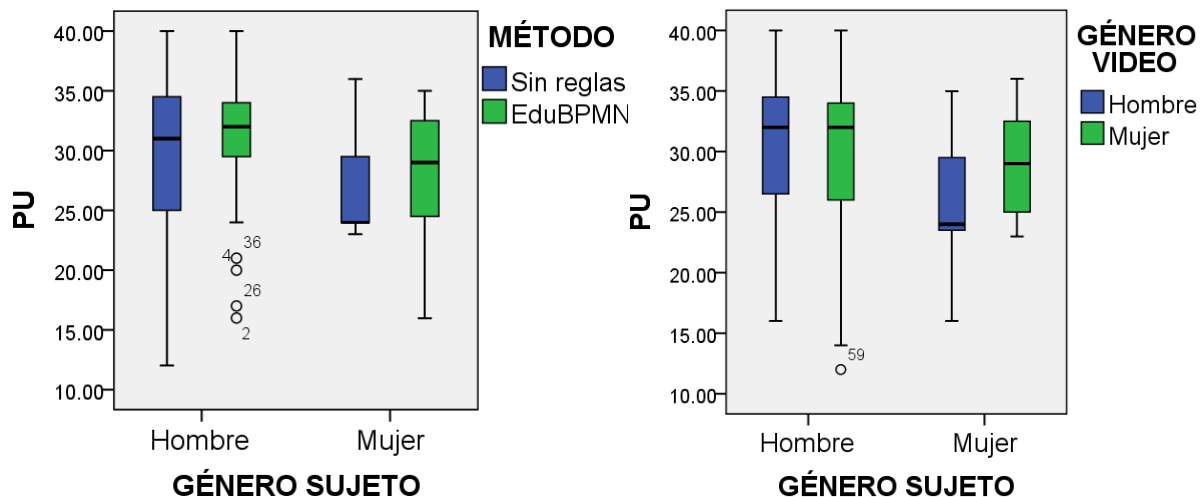 40.00
35.00
30.00
25.00
20.00
15.00
10.00
PU
36
4
26
2
Hombre
Mujer
GÉNERO SUJETO
MÉTODO
Sin reglas
EduBPMN
40.00
35.00
30.00
25.00
20.00
15.00
10.00
PU
59
Hombre
Mujer
GÉNERO SUJETO
GÉNERO
VIDEO
Hombre
Mujer